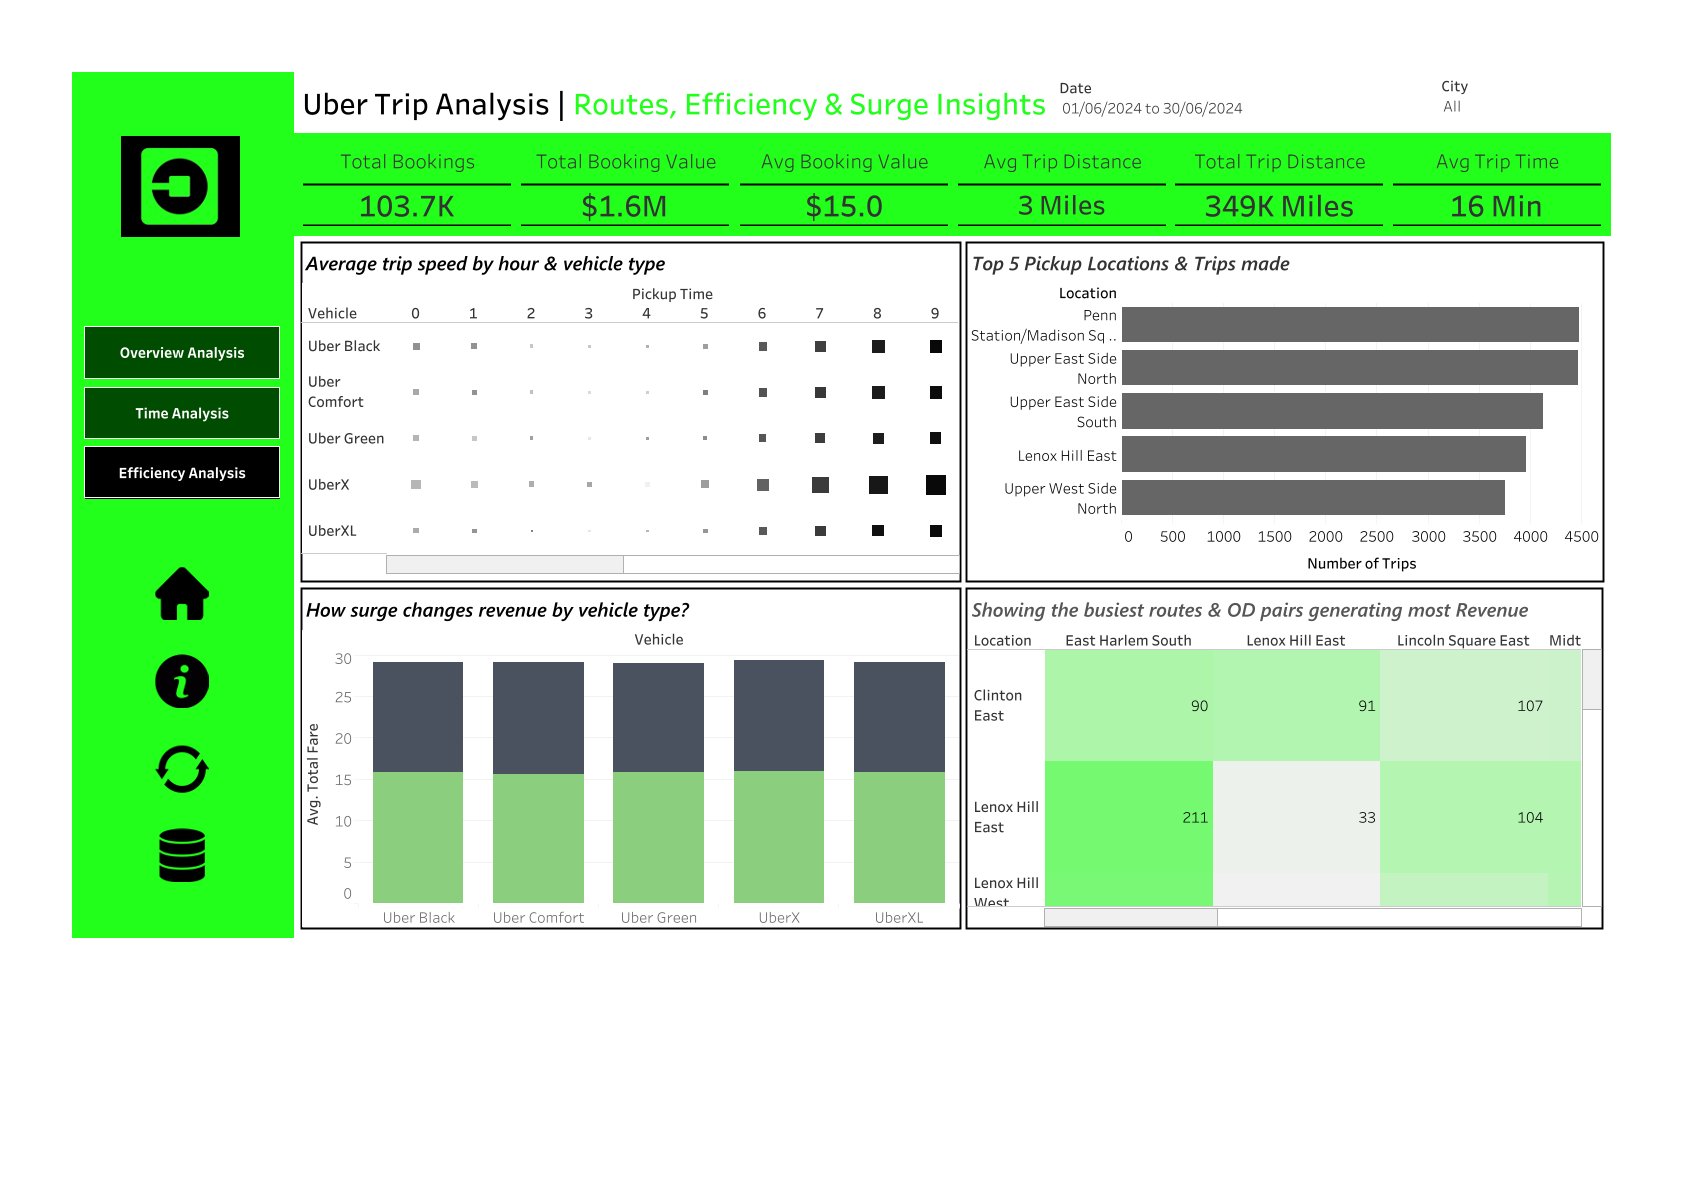 Uber Trip Analysis | Routes, Efficiency & Surge Insights
Date
01/06/2024 to 30/06/2024
City
All
Total Bookings
103.7K
Total Booking Value
$1.6M
Avg Booking Value
$15.0
Avg Trip Distance
3 Miles
Total Trip Distance
349K Miles
Avg Trip Time
16 Min
Overview Analysis
Time Analysis
Efficiency Analysis
Average trip speed by hour & vehicle type
Pickup Time
Vehicle 0 1 2 3 4 5 6 7 8 9
Uber Black
Uber
Comfort
Uber Green
UberX
UberXL
Top 5 Pickup Locations & Trips made
Location
Penn
Station/Madison Sq ..
Upper East Side
North
Upper East Side
South
Lenox Hill East
Upper West Side
North
0 500 1000 1500 2000 2500 3000 3500 4000 4500
Number of Trips
How surge changes revenue by vehicle type?
Vehicle
Avg. Total Fare
30
25
20
15
10
5
0
Uber Black Uber Comfort Uber Green UberX UberXL
Showing the busiest routes & OD pairs generating most Revenue
Location East Harlem South Lenox Hill East Lincoln Square East Midt
Clinton
East
90 91 107
Lenox Hill
East
211 33 104
Lenox Hill
West